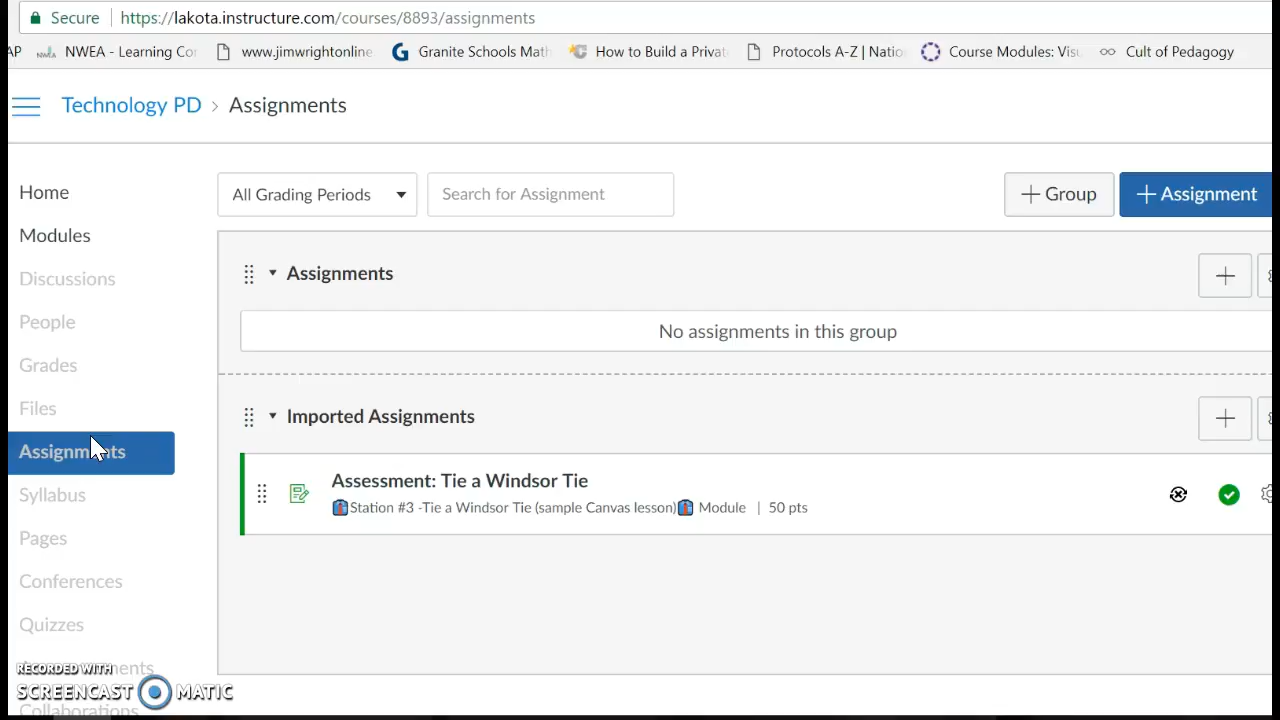 Secure https://lakota.instructure.com/courses/8893/assignments
AP NWEA - Learning Cor www.jimwrightonline Granite Schools Math How to Build a Privat Protocols A-Z | Natio Course Modules: Visu Cult of Pedagogy
Technology PD > Assignments
Home
Modules
Discussions
People
Grades
Files
Assignments
Syllabus
Pages
Conferences
Quizzes
Collaborations
All Grading Periods Search for Assignment + Group + Assignment
Assignments
No assignments in this group
Imported Assignments
Assessment: Tie a Windsor Tie
Station #3 -Tie a Windsor Tie (sample Canvas lesson) Module | 50 pts
RECORDED WITH
SCREENCAST MATIC